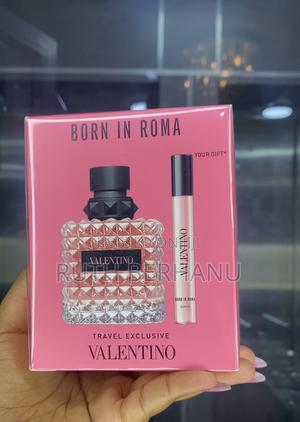 BORN IN ROMA
YOUR GIFT*
VALENTINO
VALENTINO
BORN IN ROMA
RUTH BERHANU
TRAVEL EXCLUSIVE
VALENTINO